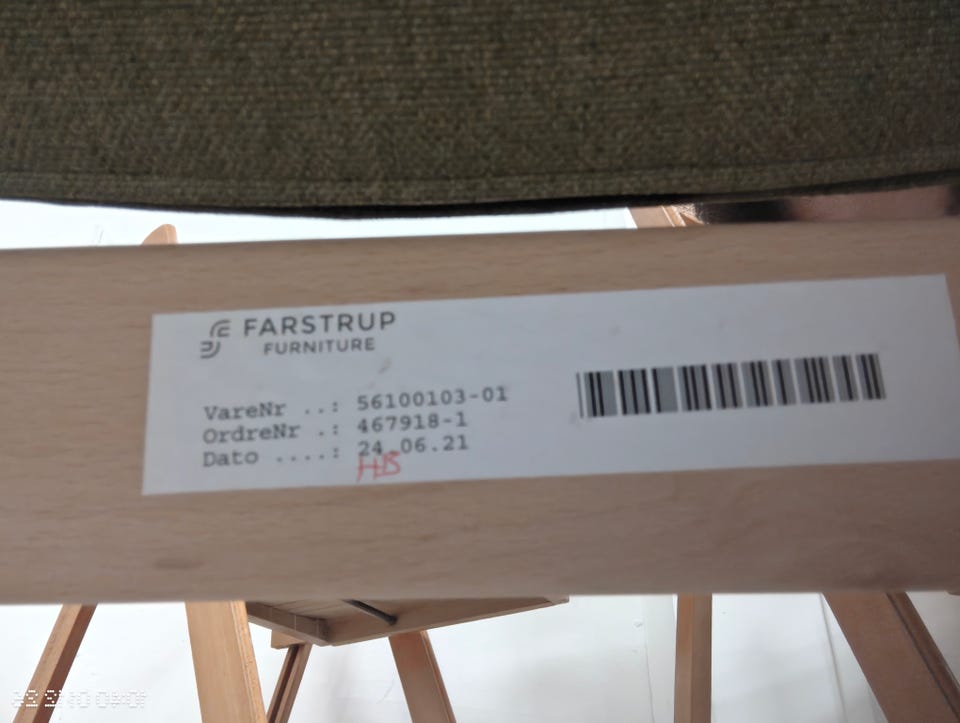 FARSTRUP
FURNITURE
VareNr ..: 56100103-01
OrdreNr .: 467918-1
Dato ....: 24.06.21
HB